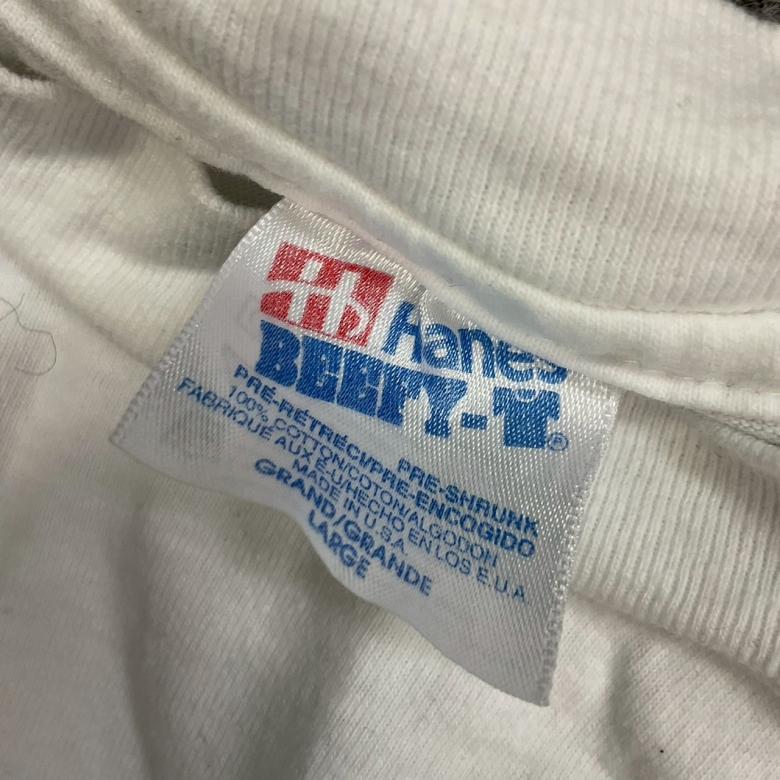 Hb Hanes
BEEFY-T®
PRE-SHRUNK
PRÉ-RÉTRÉCI/PRE-ENCOGIDO
100% COTTON/COTON/ALGODON
MADE IN U.S.A.
FABRIQUÉ AUX É-U/HECHO EN LOS E.U.A
LARGE
GRAND/GRANDE